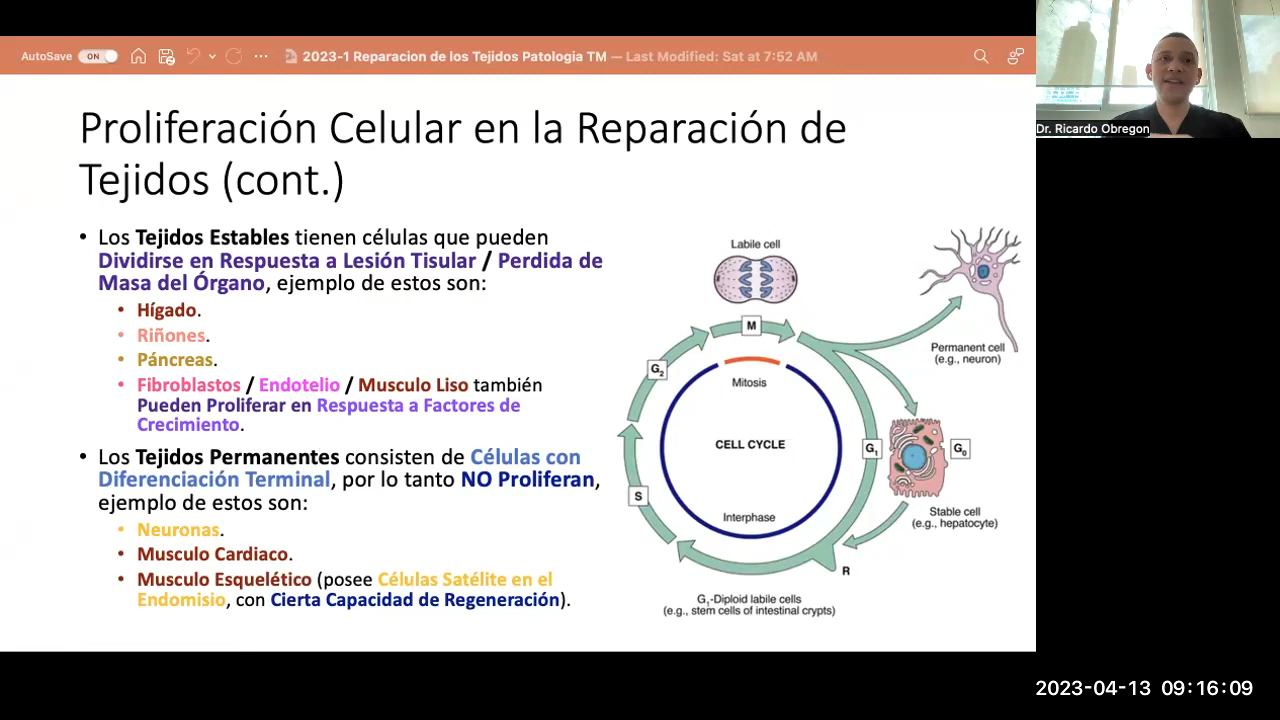 AutoSave ON ... 2023-1 Reparacion de los Tejidos Patologia TM — Last Modified: Sat at 7:52 AM
Dr. Ricardo Obregon
Proliferación Celular en la Reparación de
Tejidos (cont.)
• Los Tejidos Estables tienen células que pueden
Dividirse en Respuesta a Lesión Tisular / Perdida de
Masa del Órgano, ejemplo de estos son:
• Hígado.
• Riñones.
• Páncreas.
• Fibroblastos / Endotelio / Musculo Liso también
Pueden Proliferar en Respuesta a Factores de
Crecimiento.
• Los Tejidos Permanentes consisten de Células con
Diferenciación Terminal, por lo tanto NO Proliferan,
ejemplo de estos son:
• Neuronas.
• Musculo Cardiaco.
• Musculo Esquelético (posee Células Satélite en el
Endomisio, con Cierta Capacidad de Regeneración).
Labile cell
M
G2
Mitosis
Permanent cell
(e.g., neuron)
CELL CYCLE
G1
G0
S
Interphase
Stable cell
(e.g., hepatocyte)
R
G1-Diploid labile cells
(e.g., stem cells of intestinal crypts)
2023-04-13 09:16:09